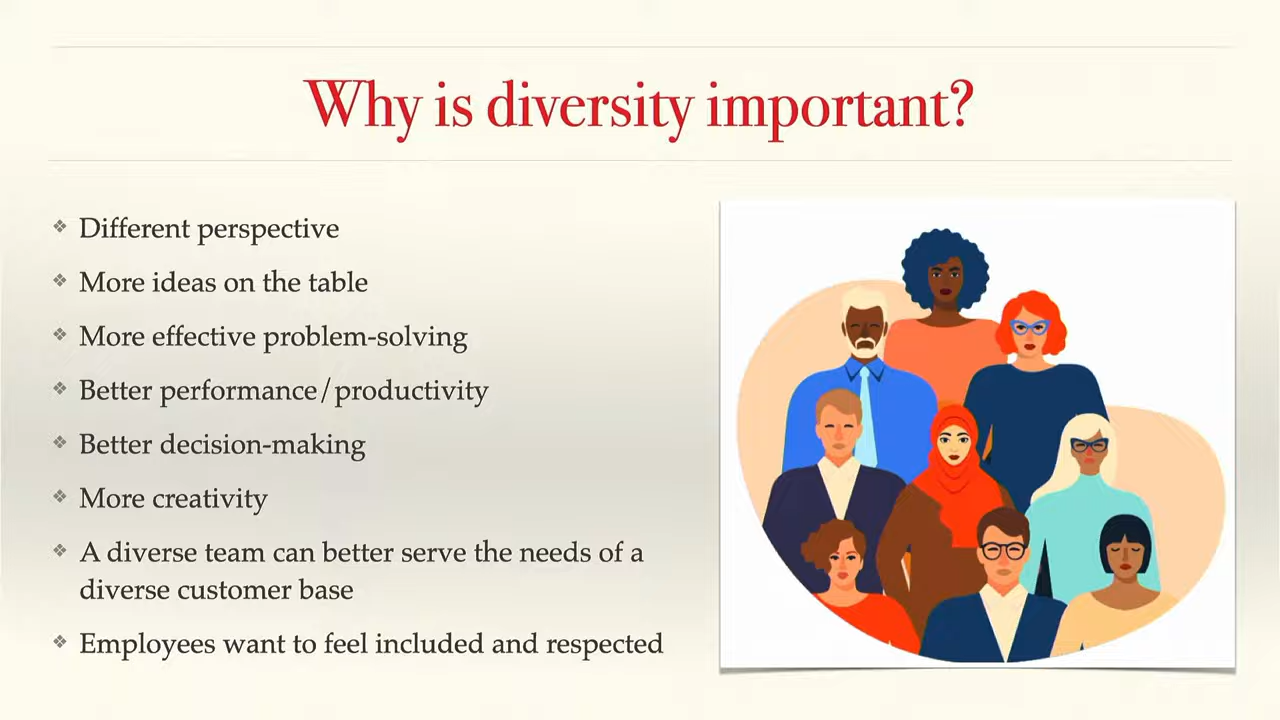 Why is diversity important?
❖ Different perspective
❖ More ideas on the table
❖ More effective problem-solving
❖ Better performance/productivity
❖ Better decision-making
❖ More creativity
❖ A diverse team can better serve the needs of a
diverse customer base
❖ Employees want to feel included and respected